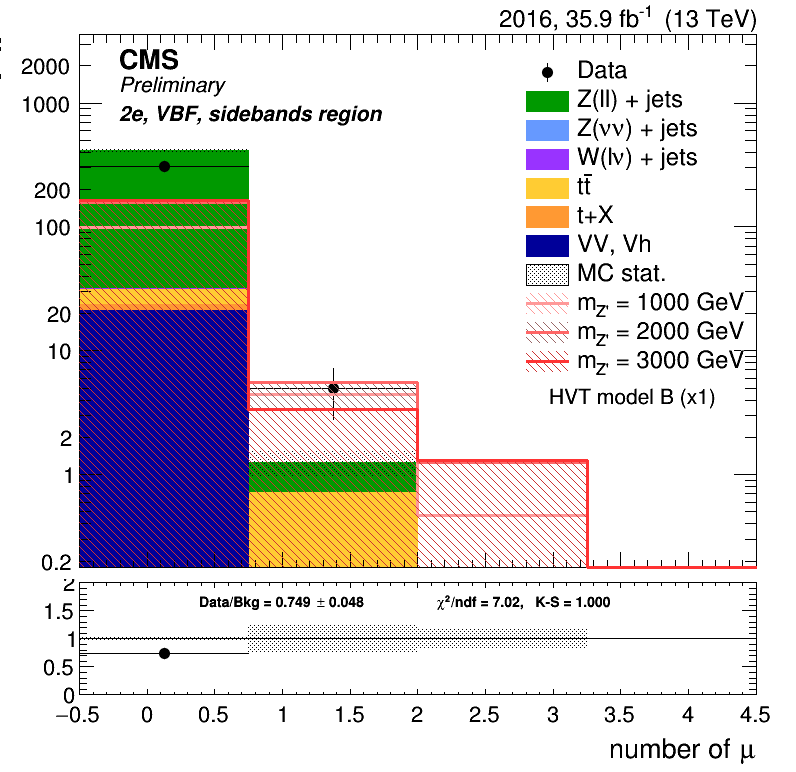 2016, 35.9 fb-1 (13 TeV)
CMS
Preliminary
2e, VBF, sidebands region
Data
Z(ll) + jets
Z(νν) + jets
W(lν) + jets
tt̄
t+X
VV, Vh
MC stat.
mZ' = 1000 GeV
mZ' = 2000 GeV
mZ' = 3000 GeV
HVT model B (x1)
2000
1000
200
100
20
10
2
1
0.2
Data/Bkg = 0.749 ± 0.048 χ²/ndf = 7.02, K-S = 1.000
2
1.5
1
0.5
0
−0.5 0 0.5 1 1.5 2 2.5 3 3.5 4 4.5
number of μ